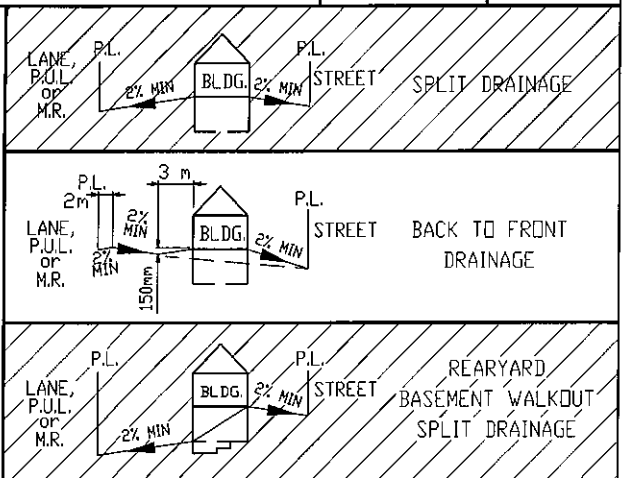 P.L.
P.L.
LANE,
P.U.L.
or
M.R.
2% MIN
BLDG.
2% MIN
STREET
SPLIT DRAINAGE
P.L.
2m
3 m
P.L.
LANE,
P.U.L.
or
M.R.
2% MIN
2% MIN
150mm
BLDG.
2% MIN
STREET
BACK TO FRONT
DRAINAGE
P.L.
P.L.
LANE,
P.U.L.
or
M.R.
2% MIN
BLDG.
2% MIN
STREET
REARYARD
BASEMENT WALKOUT
SPLIT DRAINAGE